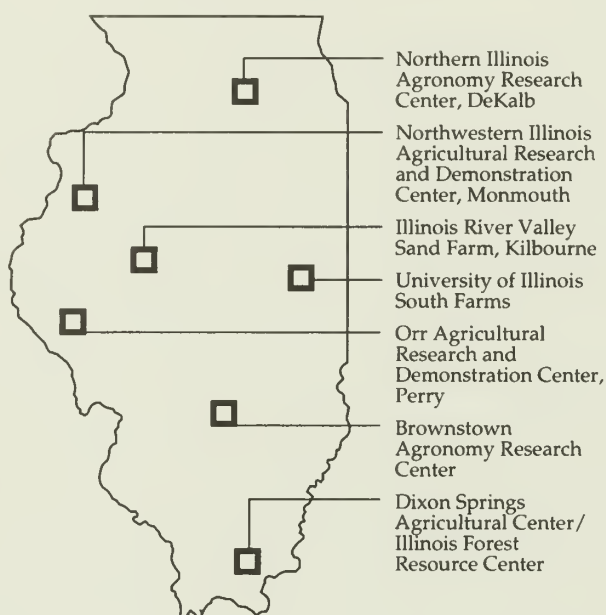 Northern Illinois
Agronomy Research
Center, DeKalb
Northwestern Illinois
Agricultural Research
and Demonstration
Center, Monmouth
Illinois River Valley
Sand Farm, Kilbourne
University of Illinois
South Farms
Orr Agricultural
Research and
Demonstration Center,
Perry
Brownstown
Agronomy Research
Center
Dixon Springs
Agricultural Center/
Illinois Forest
Resource Center